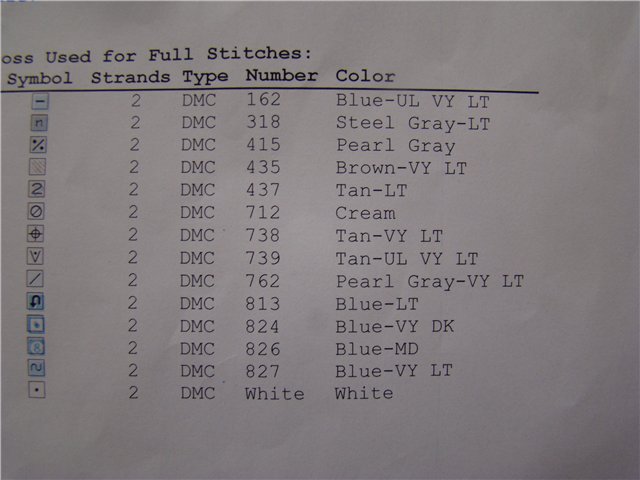 oss Used for Full Stitches:
Symbol Strands Type Number Color
2 DMC 162 Blue-UL VY LT
n 2 DMC 318 Steel Gray-LT
2 DMC 415 Pearl Gray
2 DMC 435 Brown-VY LT
2 2 DMC 437 Tan-LT
2 DMC 712 Cream
2 DMC 738 Tan-VY LT
2 DMC 739 Tan-UL VY LT
2 DMC 762 Pearl Gray-VY LT
2 DMC 813 Blue-LT
2 DMC 824 Blue-VY DK
2 DMC 826 Blue-MD
2 DMC 827 Blue-VY LT
2 DMC White White